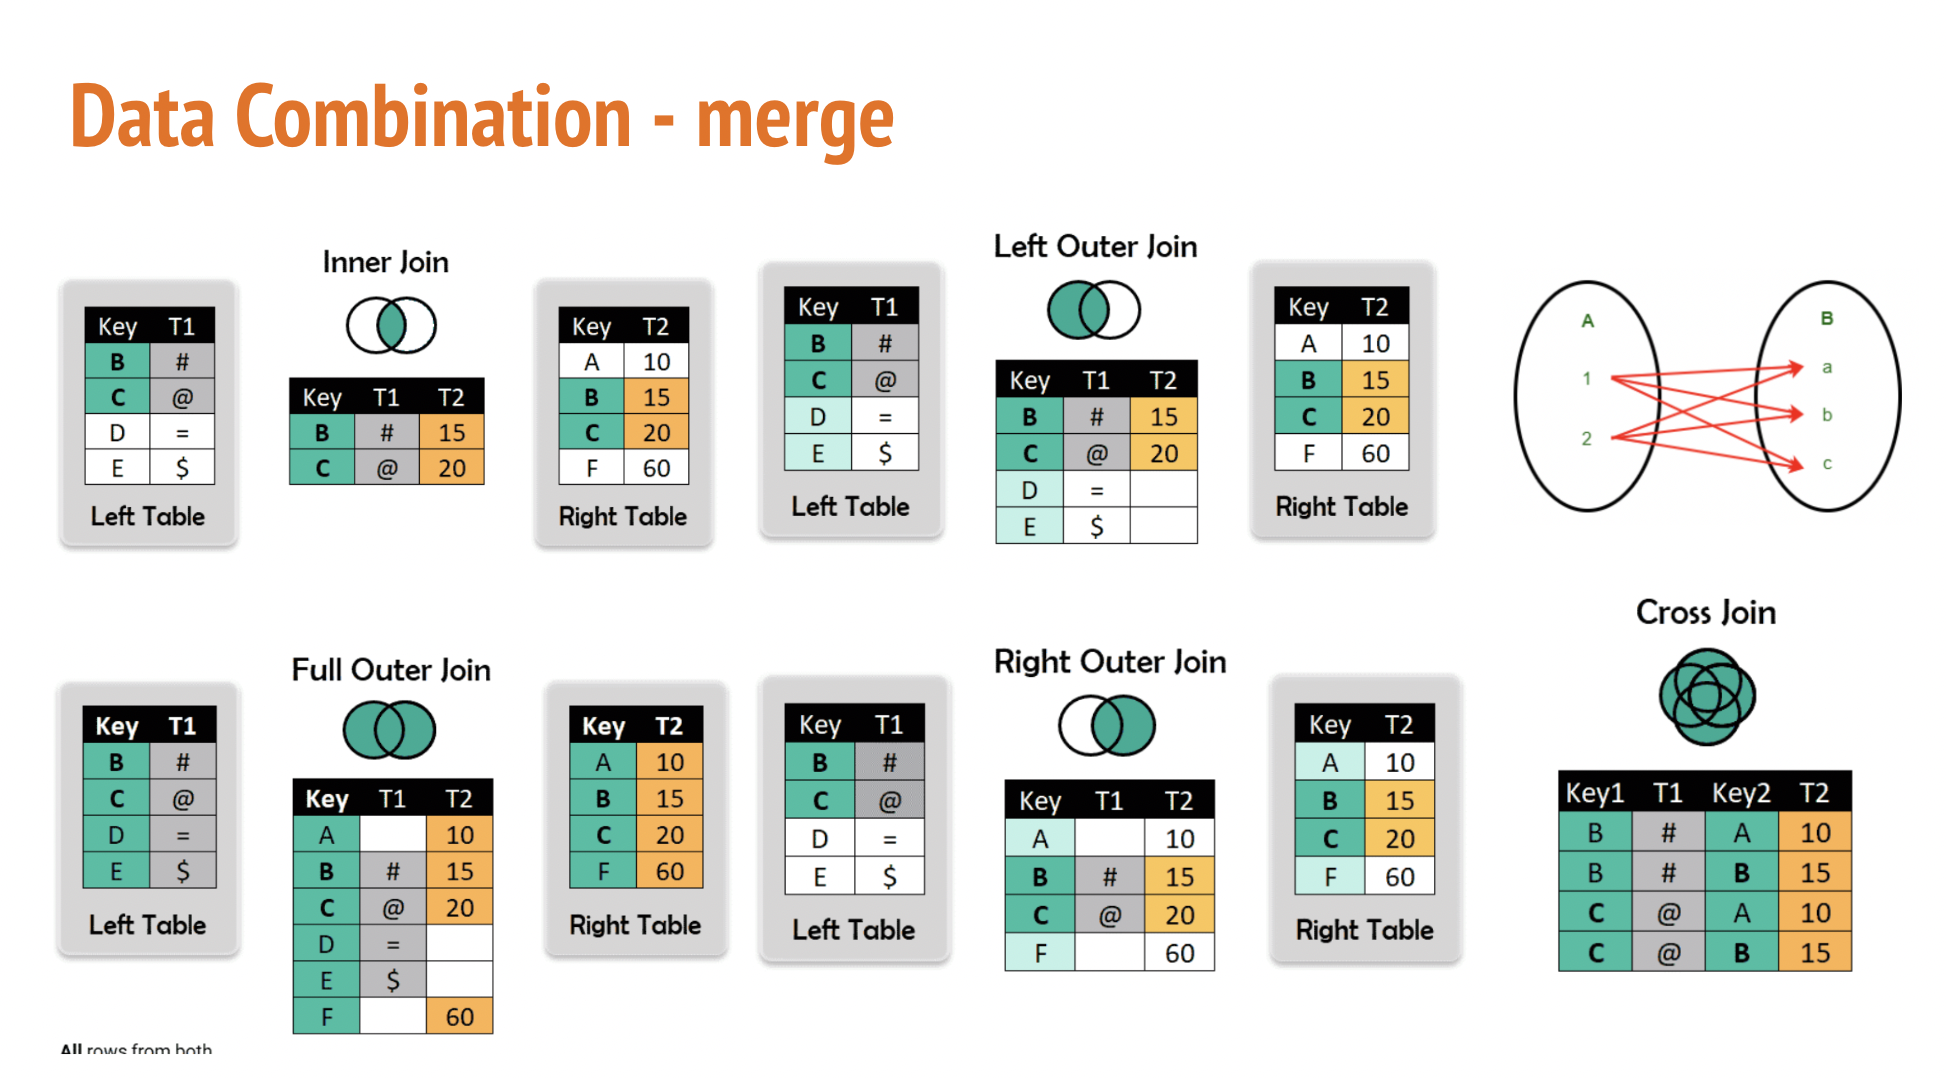 Data Combination - merge
Inner Join
Key T1
B #
C @
D =
E $
Left Table
Key T1 T2
B # 15
C @ 20
Key T2
A 10
B 15
C 20
F 60
Right Table
Left Outer Join
Key T1
B #
C @
D =
E $
Left Table
Key T1 T2
B # 15
C @ 20
D =
E $
Key T2
A 10
B 15
C 20
F 60
Right Table
A
1
2
B
a
b
c
Full Outer Join
Key T1
B #
C @
D =
E $
Left Table
Key T1 T2
A 10
B # 15
C @ 20
D =
E $
F 60
Key T2
A 10
B 15
C 20
F 60
Right Table
Right Outer Join
Key T1
B #
C @
D =
E $
Left Table
Key T1 T2
A 10
B # 15
C @ 20
F 60
Key T2
A 10
B 15
C 20
F 60
Right Table
Cross Join
Key1 T1 Key2 T2
B # A 10
B # B 15
C @ A 10
C @ B 15
All rows from both